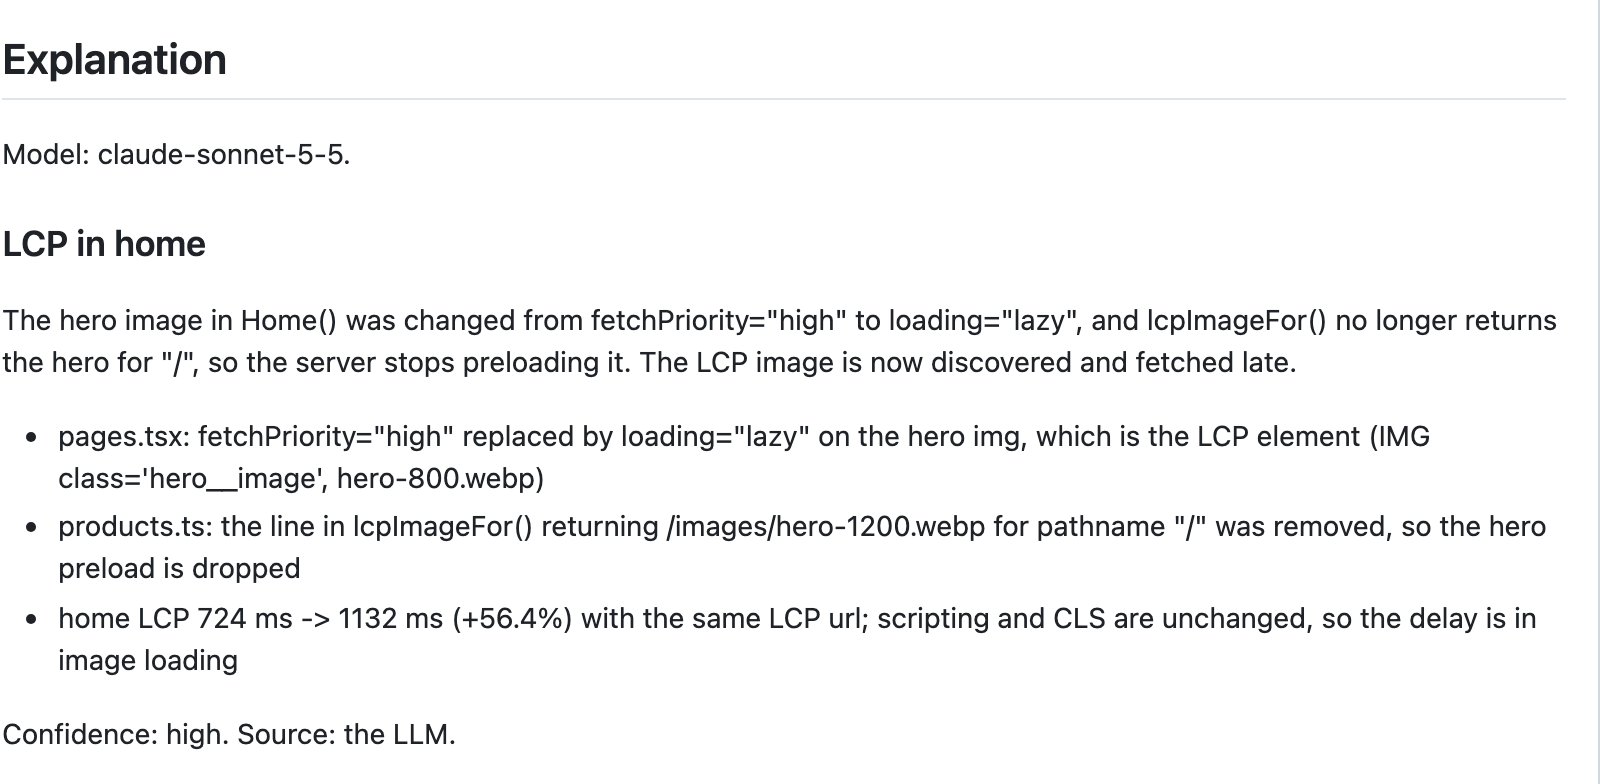 Explanation
Model: claude-sonnet-5-5.
LCP in home
The hero image in Home() was changed from fetchPriority="high" to loading="lazy", and lcpImageFor() no longer returns
the hero for "/", so the server stops preloading it. The LCP image is now discovered and fetched late.
• pages.tsx: fetchPriority="high" replaced by loading="lazy" on the hero img, which is the LCP element (IMG
class='hero__image', hero-800.webp)
• products.ts: the line in lcpImageFor() returning /images/hero-1200.webp for pathname "/" was removed, so the hero
preload is dropped
• home LCP 724 ms -> 1132 ms (+56.4%) with the same LCP url; scripting and CLS are unchanged, so the delay is in
image loading
Confidence: high. Source: the LLM.